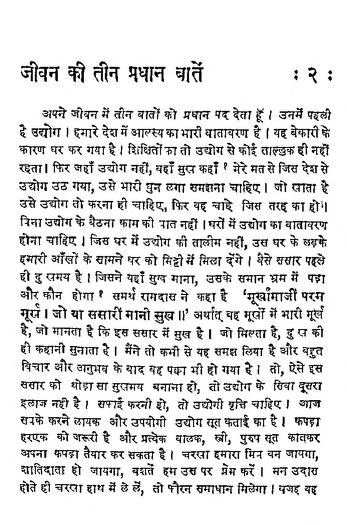 जीवन की तीन प्रधान बातें : २ :
अपने जीवन में तीन बातों को प्रधान पद देता हूँ । उनमें पहली
है उद्योग । हमारे देश में आलस्य का भारी वातावरण है । यह बेकारी के
कारण घर कर गया है । शिक्षितों का तो उद्योग से कोई ताल्लुक ही नहीं
रहता । फिर जहाँ उद्योग नहीं, वहाँ सुख कहाँ ? मेरे मत से जिस देश से
उद्योग उठ गया, उसे भारी घुन लगा समझना चाहिए । जो खाता है
उसे उद्योग तो करना ही चाहिए, फिर वह चाहे जिस तरह का हो ।
बिना उद्योग के बैठना काम की बात नहीं । घरों में उद्योग का वातावरण
होना चाहिए । जिस घर में उद्योग की तालीम नहीं, उस घर के लड़के
हमारी आँखों के सामने घर को मिट्टी में मिला देंगे । वैसे ससार पहले
ही दु खमय है । जिसने यहाँ सुख माना, उसके समान भ्रम में पड़ा
और कौन होगा ? समर्थ रामदास ने कहा है 'मूर्खामाजी परम
मूर्ख । जो या ससारी मानी सुख ॥' अर्थात् वह मूर्खों में भारी मूर्ख
है, जो मानता है कि इस ससार में सुख है । जो मिलता है, दु ख की
ही कहानी सुनाता है । मैंने तो कभी से यह समझ लिया है और बहुत
विचार और अनुभव के बाद वह पक्का भी हो गया है । तो, ऐसे इस
ससार को थोड़ा सा सुखमय बनाना हो, तो उद्योग के सिवा दूसरा
इलाज नहीं है । सफाई करनी हो, तो उद्योगी वृत्ति चाहिए । आज
सबके करने लायक और उपयोगी उद्योग सूत कताई का है । कपड़ा
हरएक को जरूरी है और प्रत्येक बालक, स्त्री, पुरुष सूत कातकर
अपना कपड़ा तैयार कर सकता है । चरखा हमारा मित्र बन जायगा,
शातिदाता हो जायगा, बशर्ते हम उस पर प्रेम करें । मन उदास
होते ही चरखा हाथ में ले लें, तो फौरन समाधान मिलेगा । वजह यह